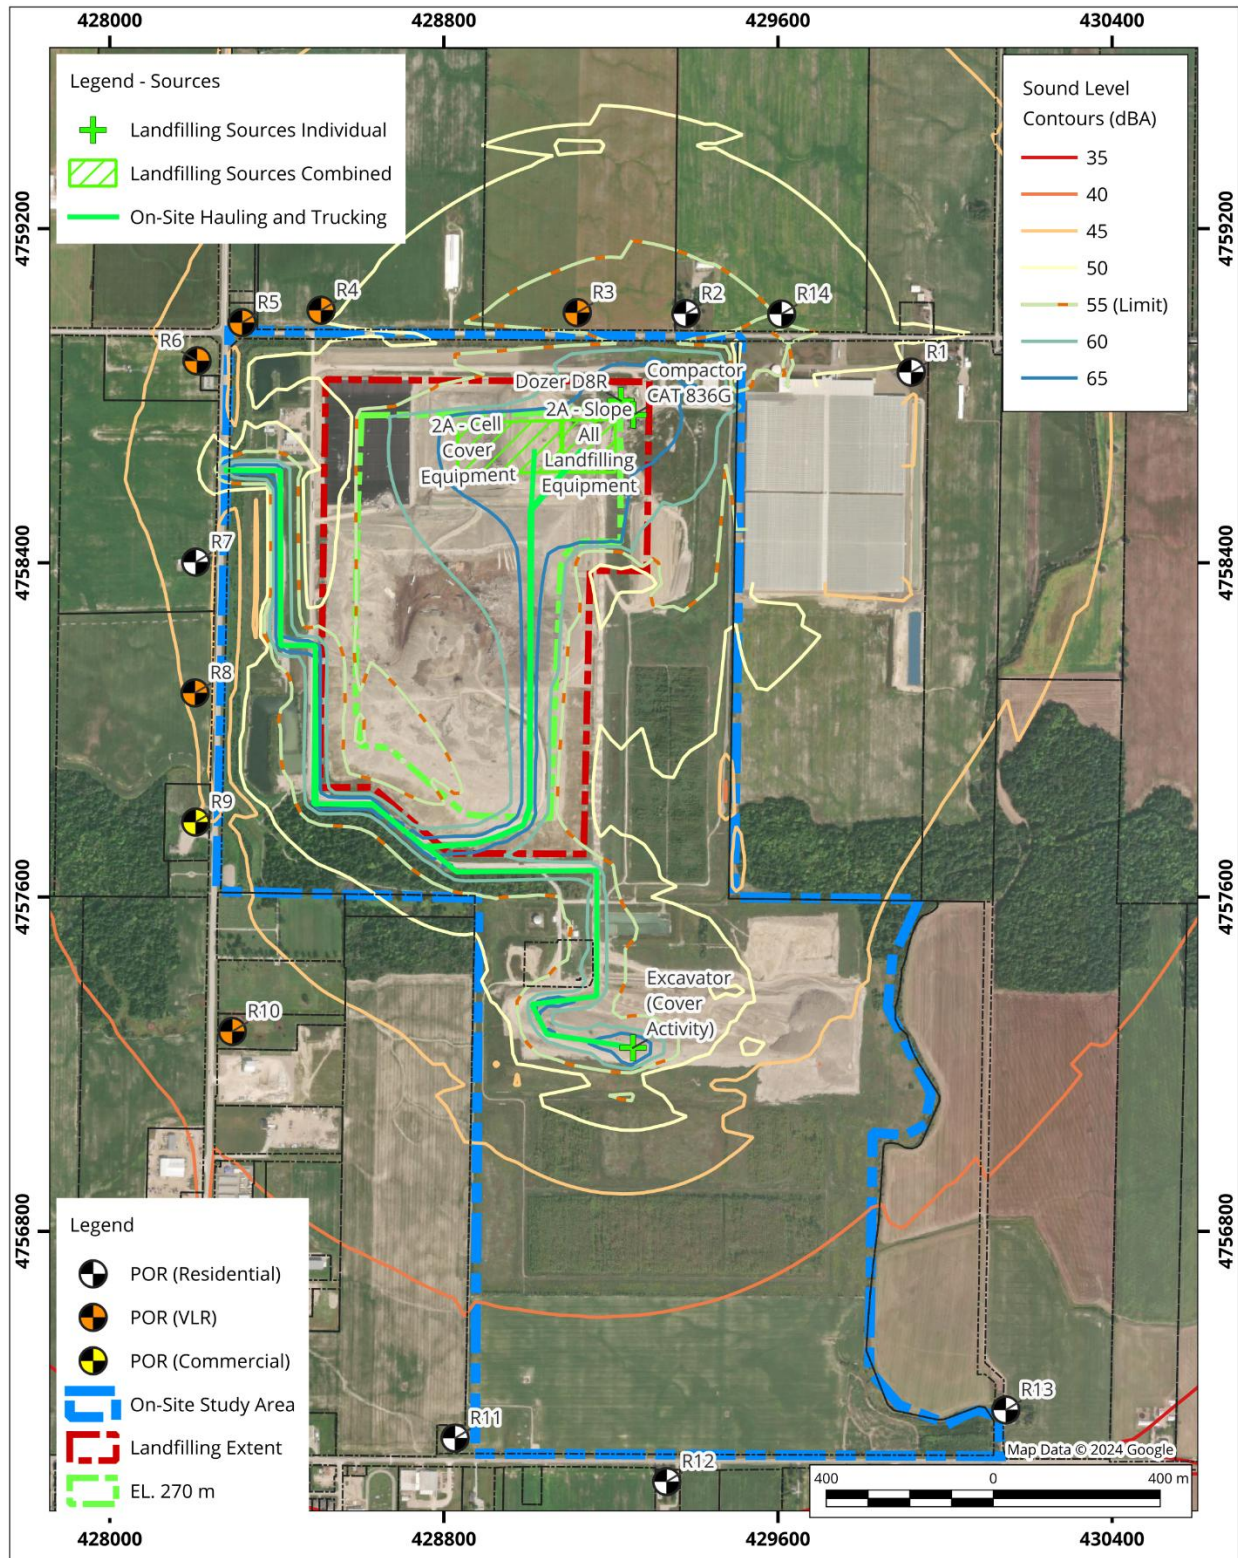 428000
428800
429600
430400
Legend - Sources
Landfilling Sources Individual
Landfilling Sources Combined
On-Site Hauling and Trucking
Sound Level
Contours (dBA)
35
40
45
50
55 (Limit)
60
65
4759200
4759200
R5
R4
R3
R2
R14
R6
R1
Dozer D8R
Compactor
CAT 836G
2A - Cell
Cover
Equipment
2A - Slope
All
Landfilling
Equipment
4758400
4758400
R7
R8
R9
4757600
4757600
Excavator
(Cover
Activity)
R10
4756800
4756800
Legend
POR (Residential)
POR (VLR)
POR (Commercial)
On-Site Study Area
Landfilling Extent
EL. 270 m
R11
R12
R13
Map Data © 2024 Google
400
0
400 m
428000
428800
429600
430400